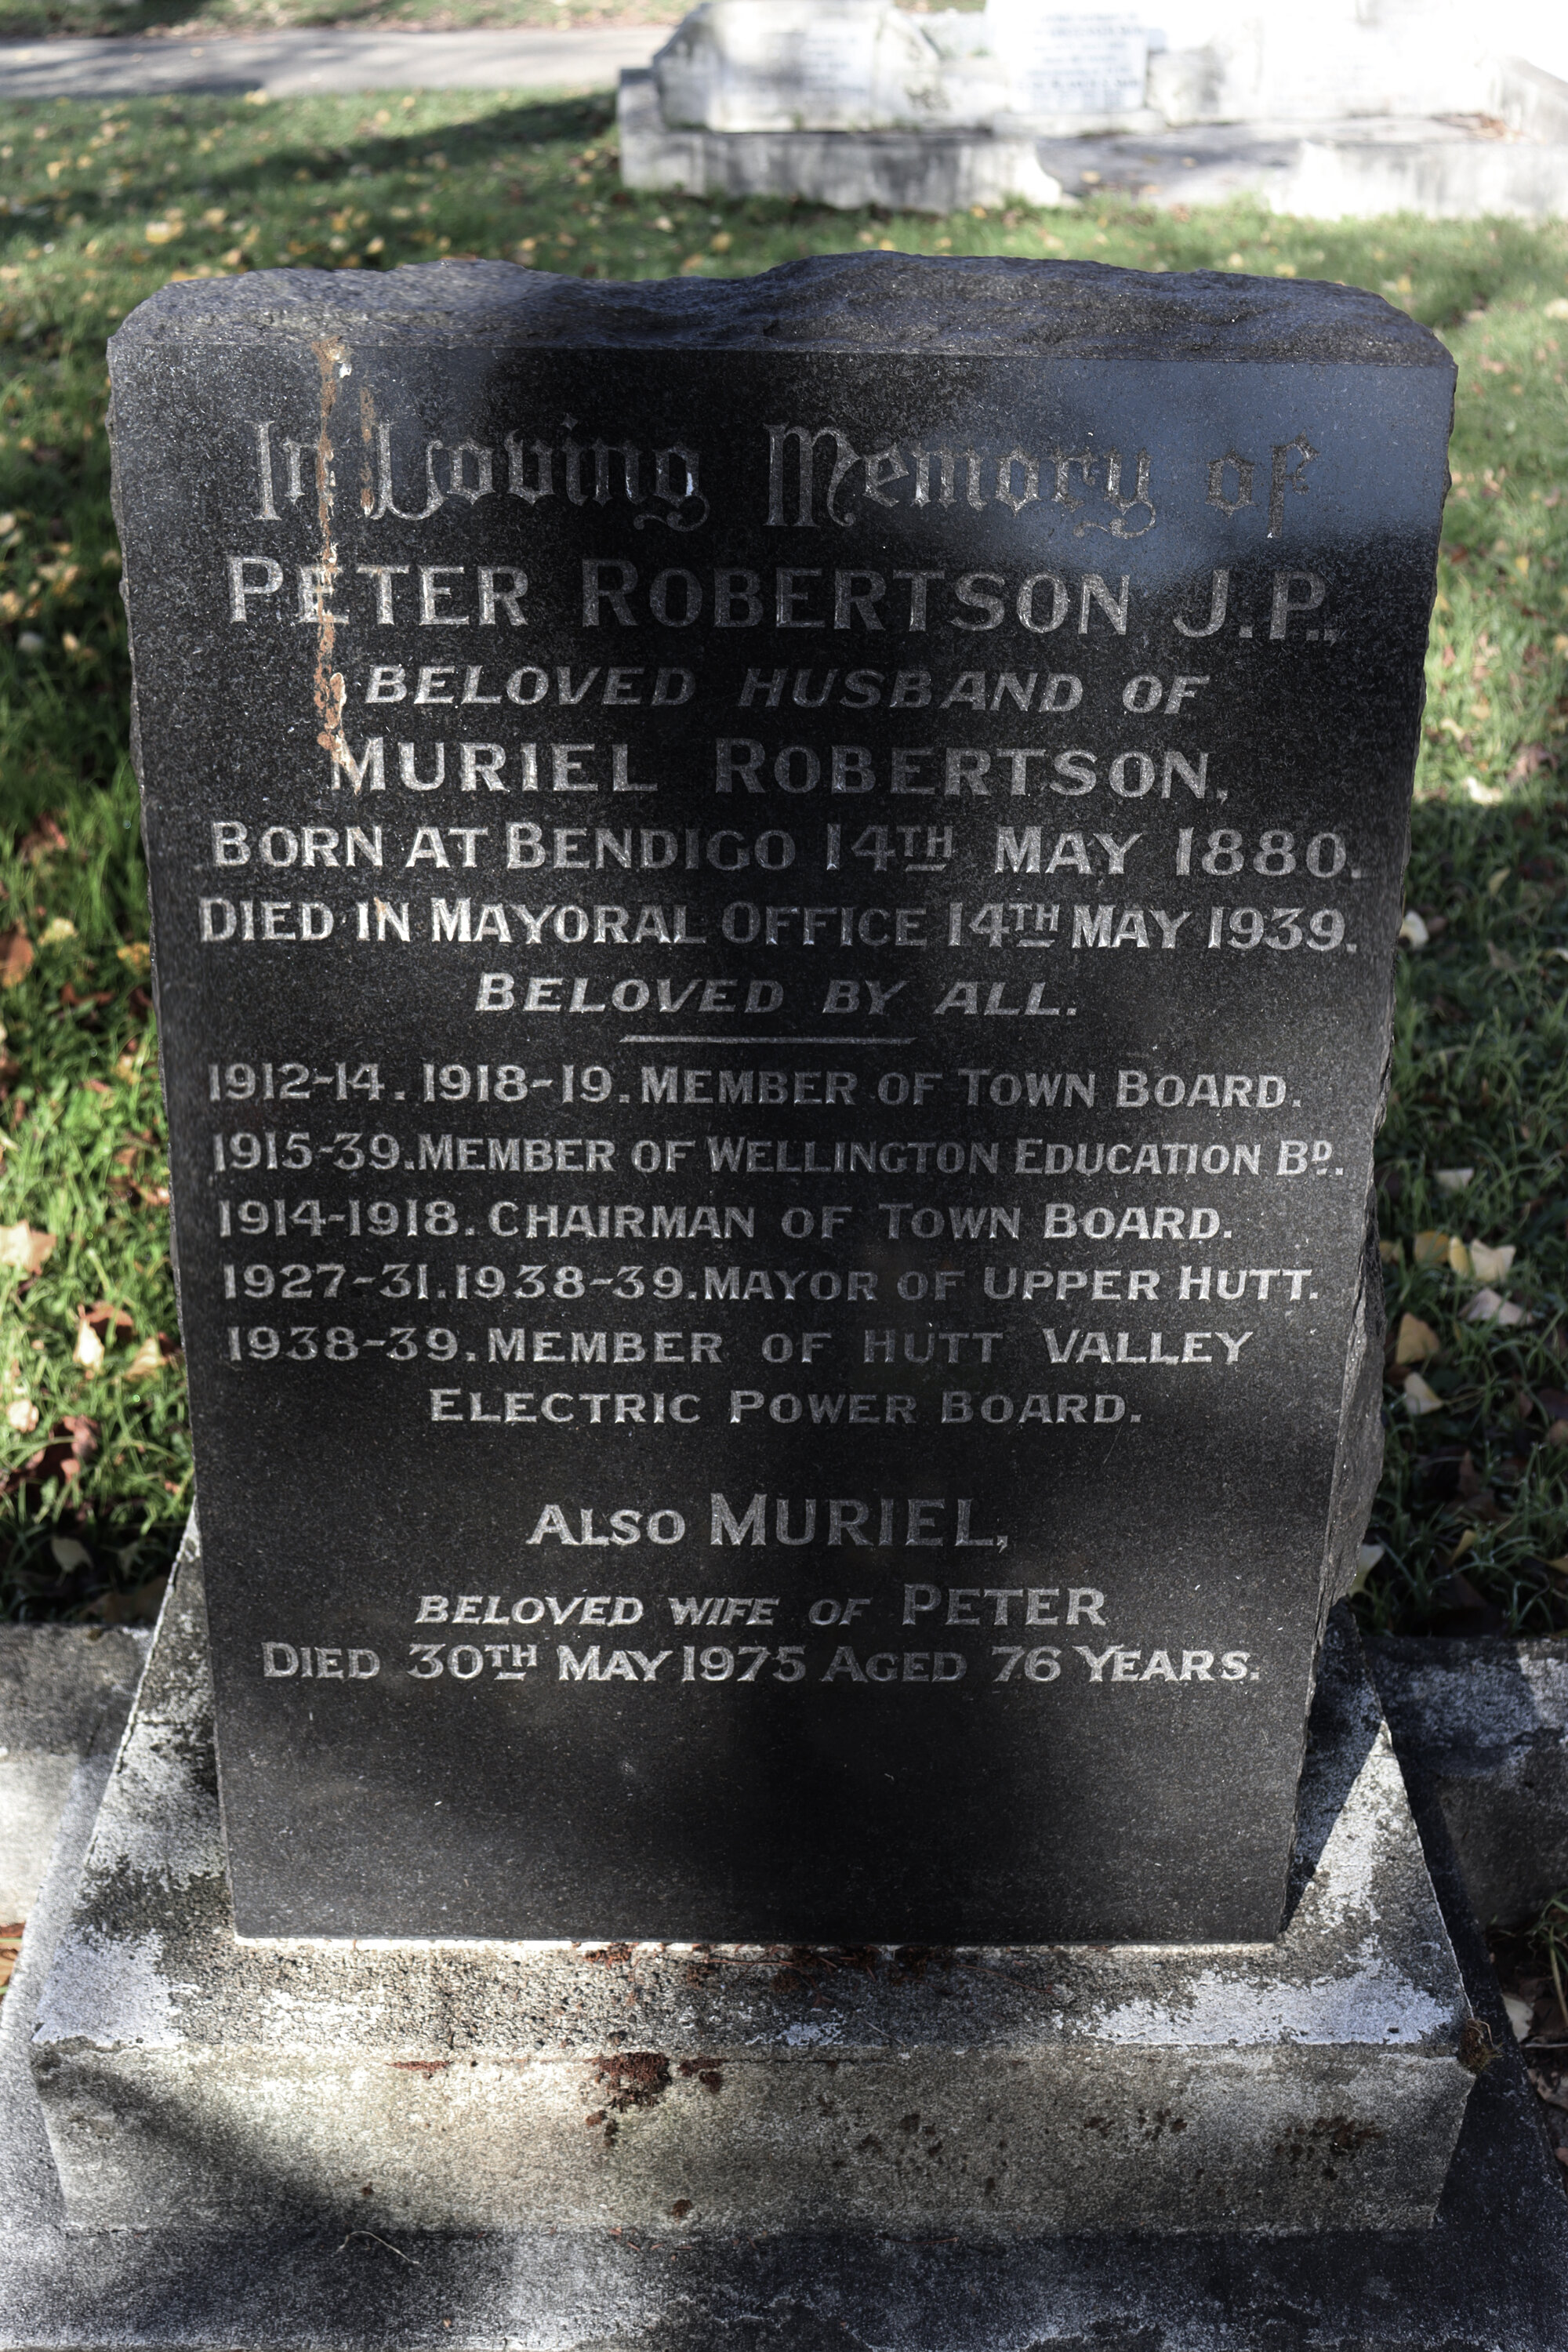 In Loving Memory of
PETER ROBERTSON J.P.,
BELOVED HUSBAND OF
MURIEL ROBERTSON,
BORN AT BENDIGO 14TH MAY 1880.
DIED IN MAYORAL OFFICE 14TH MAY 1939.
BELOVED BY ALL.
1912-14. 1918-19. MEMBER OF TOWN BOARD.
1915-39. MEMBER OF WELLINGTON EDUCATION BD.
1914-1918. CHAIRMAN OF TOWN BOARD.
1927-31. 1938-39. MAYOR OF UPPER HUTT.
1938-39. MEMBER OF HUTT VALLEY
ELECTRIC POWER BOARD.
ALSO MURIEL,
BELOVED WIFE OF PETER
DIED 30TH MAY 1975 AGED 76 YEARS.